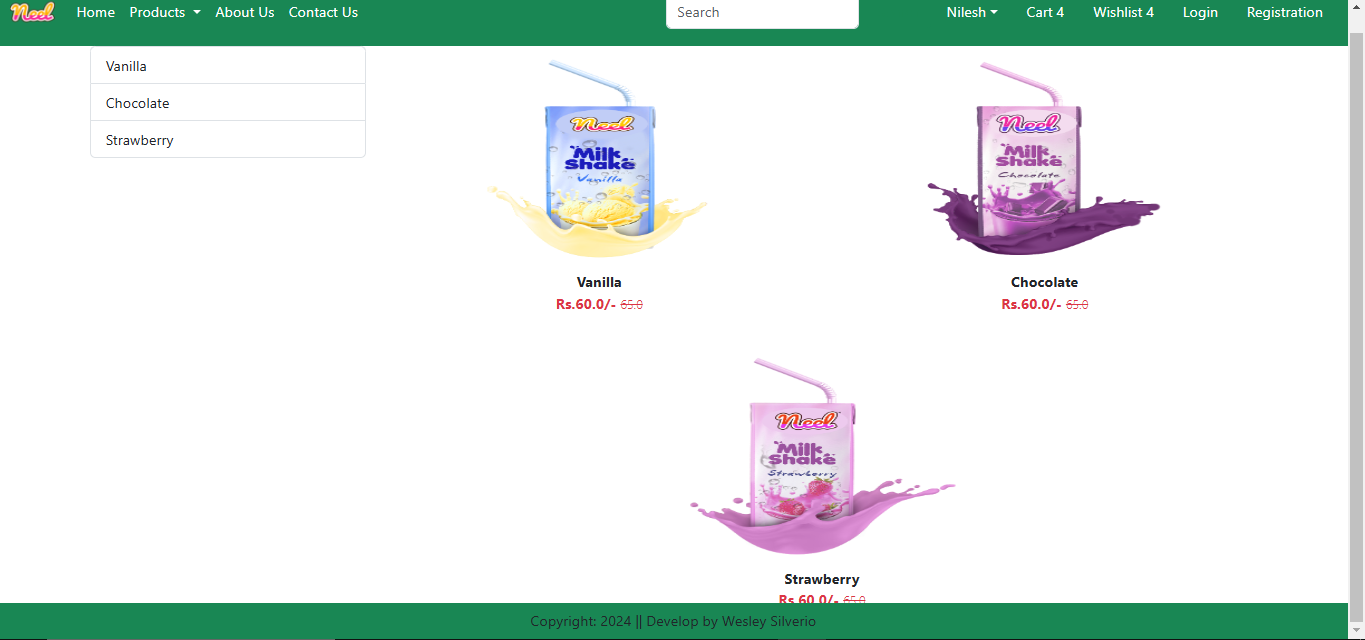 Neel Home Products About Us Contact Us Search Nilesh Cart 4 Wishlist 4 Login Registration
Vanilla
Chocolate
Strawberry
Neel
Milk
Shake
Vanilla
Neel
Milk
Shake
Chocolate
Vanilla
Rs.60.0/- 65.0
Chocolate
Rs.60.0/- 65.0
Neel
Milk
Shake
Strawberry
Strawberry
Rs.60.0/- 65.0
Copyright: 2024 || Develop by Wesley Silverio